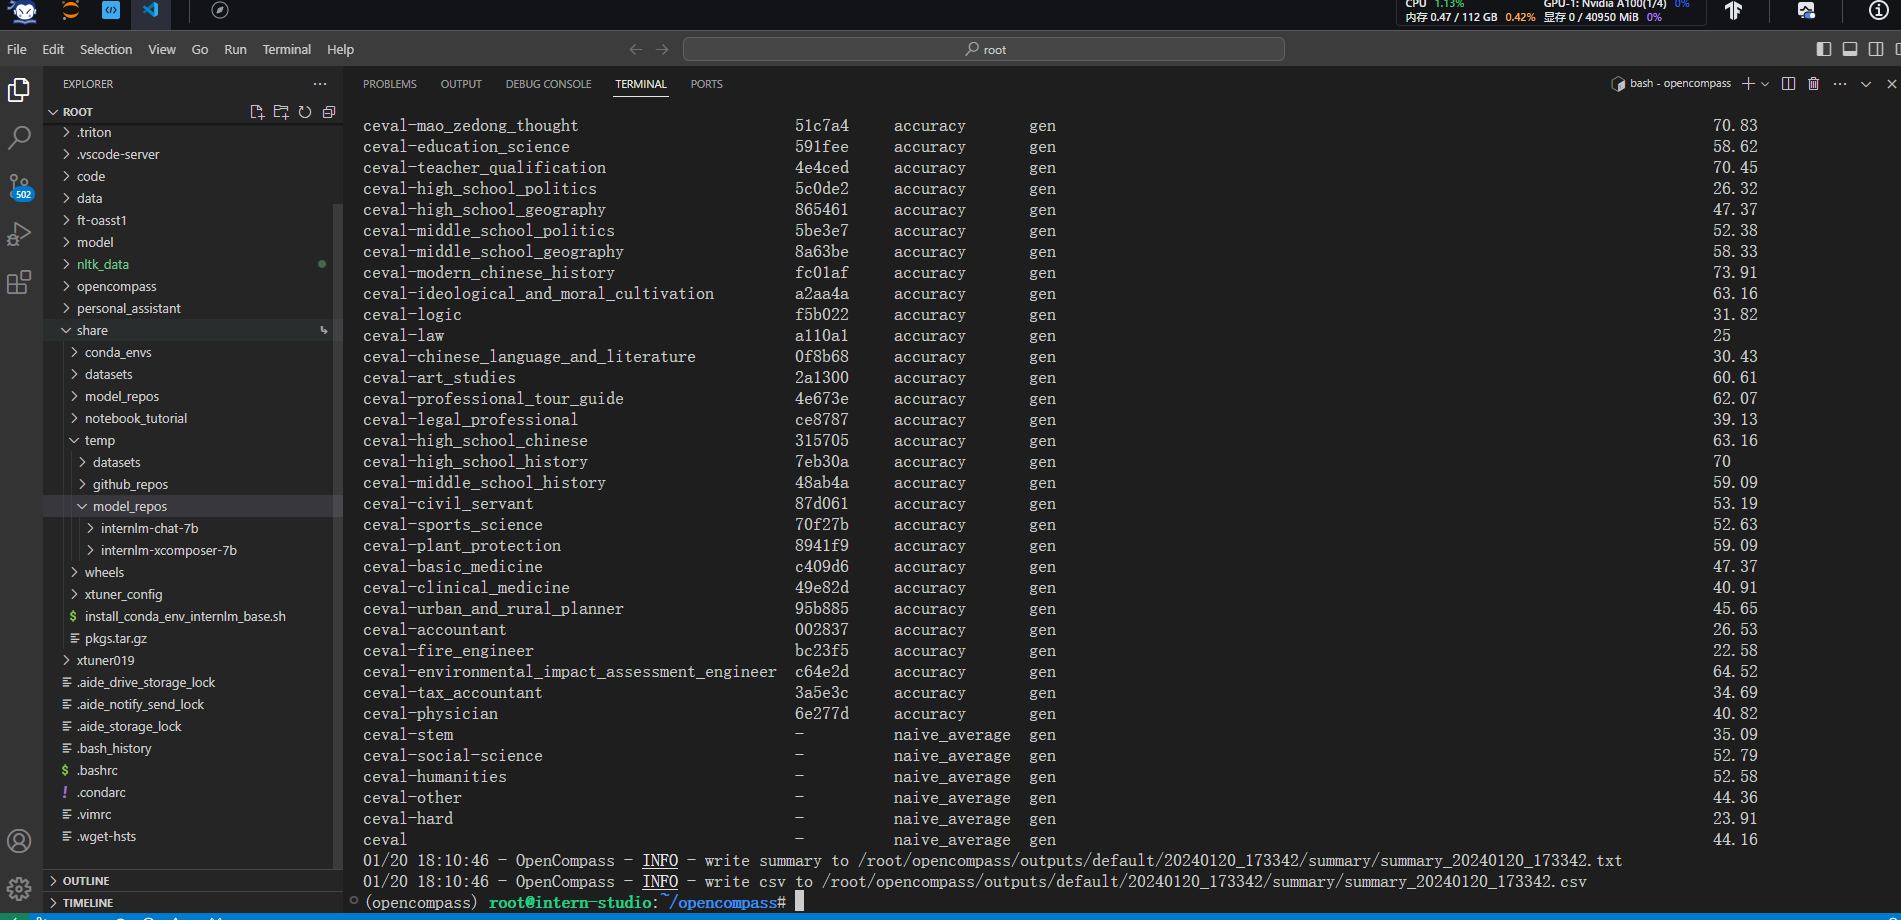 CPU 1.13% GPU-1: Nvidia A100(1/4) 0%
内存 0.47 / 112 GB 0.42% 显存 0 / 40950 MiB 0%
File Edit Selection View Go Run Terminal Help root
EXPLORER
ROOT
.triton
.vscode-server
code
data
ft-oasst1
model
nltk_data
opencompass
personal_assistant
share
conda_envs
datasets
model_repos
notebook_tutorial
temp
datasets
github_repos
model_repos
internlm-chat-7b
internlm-xcomposer-7b
wheels
xtuner_config
$ install_conda_env_internlm_base.sh
pkgs.tar.gz
xtuner019
.aide_drive_storage_lock
.aide_notify_send_lock
.aide_storage_lock
.bash_history
$ .bashrc
! .condarc
.vimrc
.wget-hsts
OUTLINE
TIMELINE
502
PROBLEMS OUTPUT DEBUG CONSOLE TERMINAL PORTS
bash - opencompass
ceval-mao_zedong_thought 51c7a4 accuracy gen 70.83
ceval-education_science 591fee accuracy gen 58.62
ceval-teacher_qualification 4e4ced accuracy gen 70.45
ceval-high_school_politics 5c0de2 accuracy gen 26.32
ceval-high_school_geography 865461 accuracy gen 47.37
ceval-middle_school_politics 5be3e7 accuracy gen 52.38
ceval-middle_school_geography 8a63be accuracy gen 58.33
ceval-modern_chinese_history fc01af accuracy gen 73.91
ceval-ideological_and_moral_cultivation a2aa4a accuracy gen 63.16
ceval-logic f5b022 accuracy gen 31.82
ceval-law a110a1 accuracy gen 25
ceval-chinese_language_and_literature 0f8b68 accuracy gen 30.43
ceval-art_studies 2a1300 accuracy gen 60.61
ceval-professional_tour_guide 4e673e accuracy gen 62.07
ceval-legal_professional ce8787 accuracy gen 39.13
ceval-high_school_chinese 315705 accuracy gen 63.16
ceval-high_school_history 7eb30a accuracy gen 70
ceval-middle_school_history 48ab4a accuracy gen 59.09
ceval-civil_servant 87d061 accuracy gen 53.19
ceval-sports_science 70f27b accuracy gen 52.63
ceval-plant_protection 8941f9 accuracy gen 59.09
ceval-basic_medicine c409d6 accuracy gen 47.37
ceval-clinical_medicine 49e82d accuracy gen 40.91
ceval-urban_and_rural_planner 95b885 accuracy gen 45.65
ceval-accountant 002837 accuracy gen 26.53
ceval-fire_engineer bc23f5 accuracy gen 22.58
ceval-environmental_impact_assessment_engineer c64e2d accuracy gen 64.52
ceval-tax_accountant 3a5e3c accuracy gen 34.69
ceval-physician 6e277d accuracy gen 40.82
ceval-stem - naive_average gen 35.09
ceval-social-science - naive_average gen 52.79
ceval-humanities - naive_average gen 52.58
ceval-other - naive_average gen 44.36
ceval-hard - naive_average gen 23.91
ceval - naive_average gen 44.16
01/20 18:10:46 - OpenCompass - INFO - write summary to /root/opencompass/outputs/default/20240120_173342/summary/summary_20240120_173342.txt
01/20 18:10:46 - OpenCompass - INFO - write csv to /root/opencompass/outputs/default/20240120_173342/summary/summary_20240120_173342.csv
(opencompass) root@intern-studio:~/opencompass#